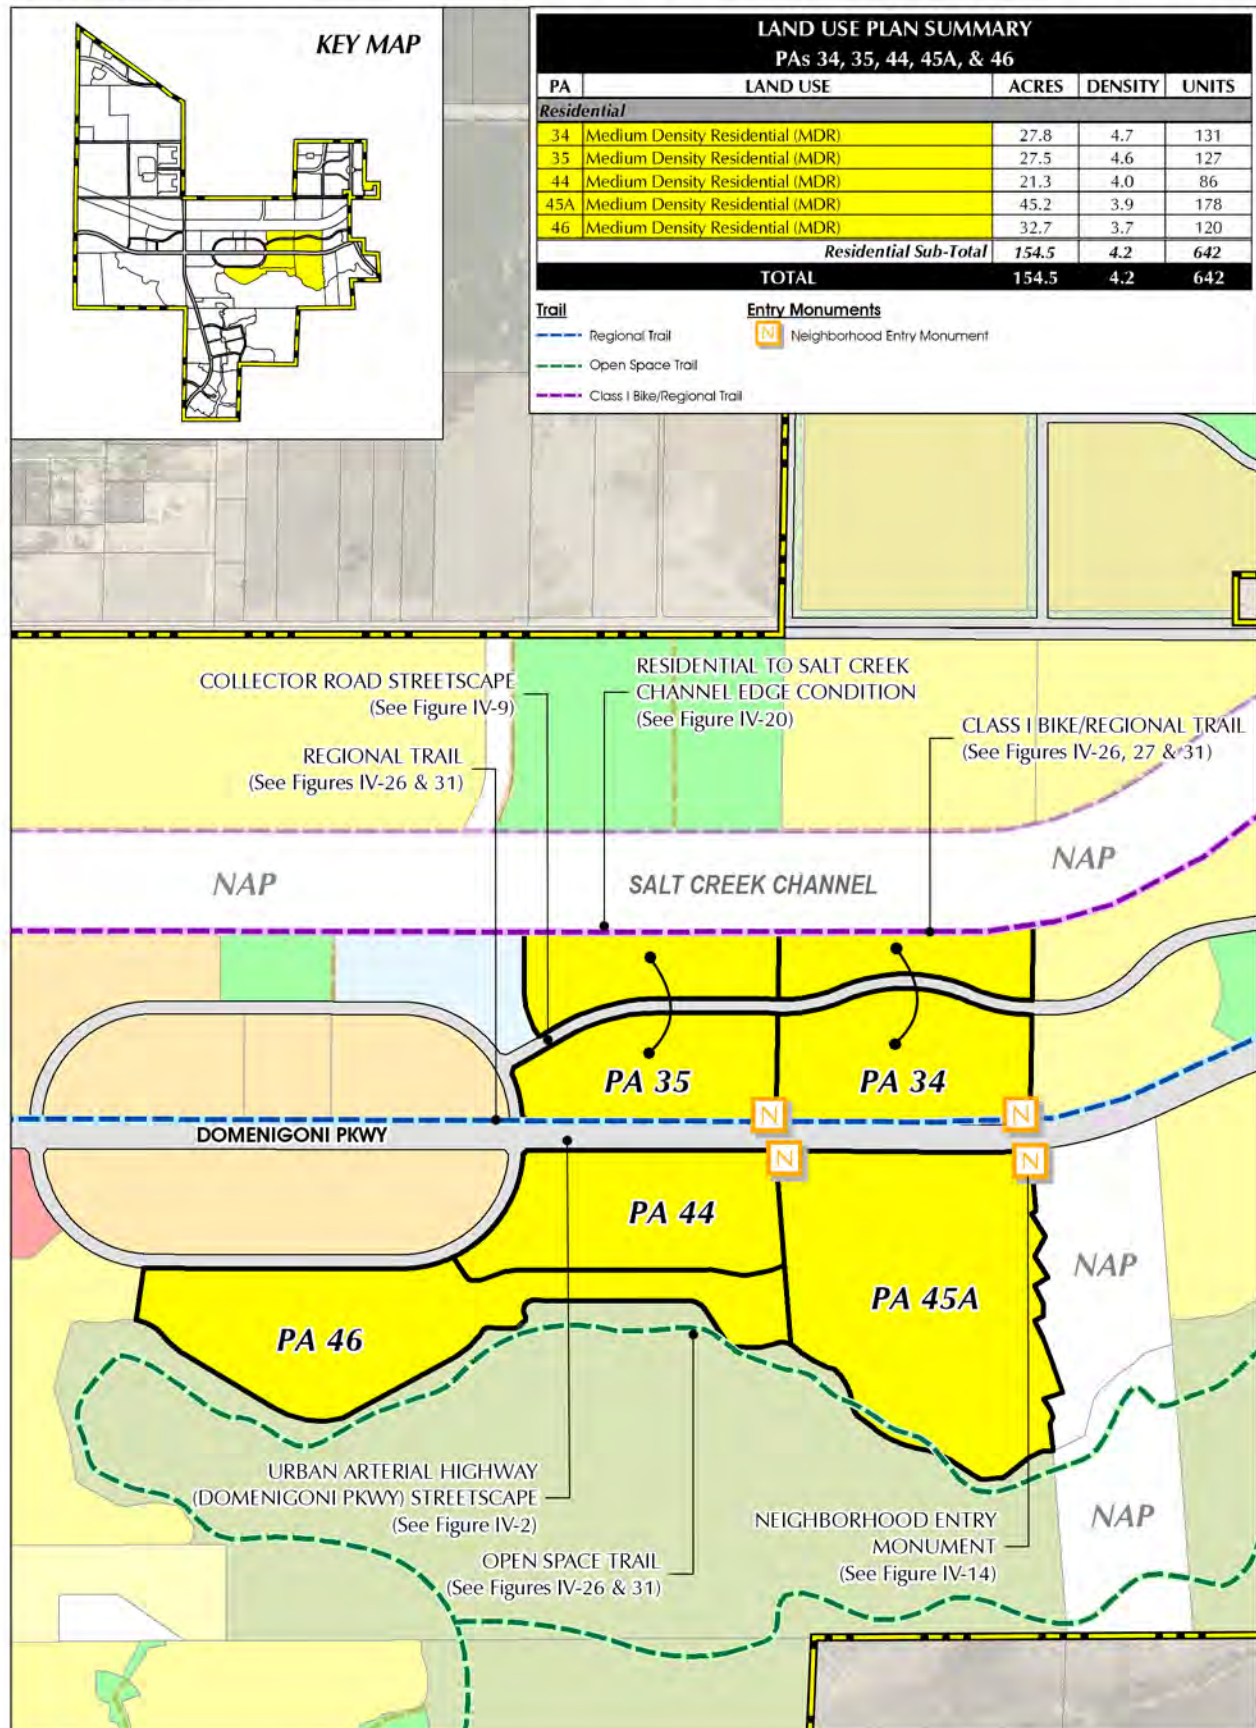 KEY MAP
LAND USE PLAN SUMMARY
PAs 34, 35, 44, 45A, & 46
PA LAND USE ACRES DENSITY UNITS
Residential
34 Medium Density Residential (MDR) 27.8 4.7 131
35 Medium Density Residential (MDR) 27.5 4.6 127
44 Medium Density Residential (MDR) 21.3 4.0 86
45A Medium Density Residential (MDR) 45.2 3.9 178
46 Medium Density Residential (MDR) 32.7 3.7 120
Residential Sub-Total 154.5 4.2 642
TOTAL 154.5 4.2 642
Trail Entry Monuments
Regional Trail N Neighborhood Entry Monument
Open Space Trail
Class I Bike/Regional Trail
COLLECTOR ROAD STREETSCAPE
(See Figure IV-9)
RESIDENTIAL TO SALT CREEK
CHANNEL EDGE CONDITION
(See Figure IV-20)
REGIONAL TRAIL
(See Figures IV-26 & 31)
CLASS I BIKE/REGIONAL TRAIL
(See Figures IV-26, 27 & 31)
NAP
SALT CREEK CHANNEL
NAP
PA 35
PA 34
N
N
DOMENIGONI PKWY
N
N
PA 44
NAP
PA 45A
PA 46
URBAN ARTERIAL HIGHWAY
(DOMENIGONI PKWY) STREETSCAPE
(See Figure IV-2)
NEIGHBORHOOD ENTRY
MONUMENT
(See Figure IV-14)
NAP
OPEN SPACE TRAIL
(See Figures IV-26 & 31)